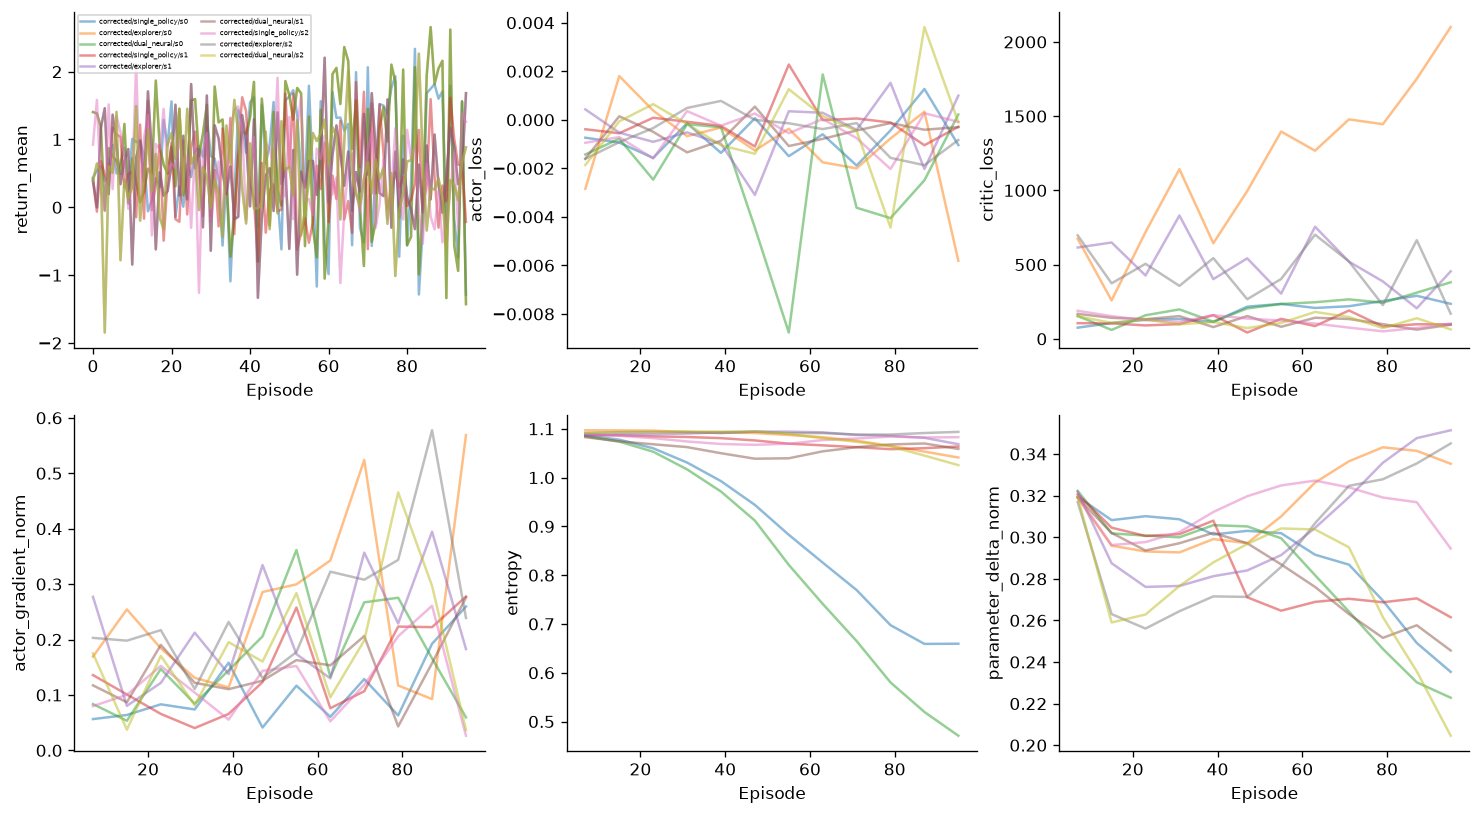 corrected/single_policy/s0
corrected/explorer/s0
corrected/dual_neural/s0
corrected/single_policy/s1
corrected/explorer/s1
corrected/dual_neural/s1
corrected/single_policy/s2
corrected/explorer/s2
corrected/dual_neural/s2
return_mean
2
1
0
−1
−2
0 20 40 60 80
Episode
actor_loss
0.004
0.002
0.000
−0.002
−0.004
−0.006
−0.008
20 40 60 80
Episode
critic_loss
2000
1500
1000
500
0
20 40 60 80
Episode
actor_gradient_norm
0.6
0.5
0.4
0.3
0.2
0.1
0.0
20 40 60 80
Episode
entropy
1.1
1.0
0.9
0.8
0.7
0.6
0.5
20 40 60 80
Episode
parameter_delta_norm
0.34
0.32
0.30
0.28
0.26
0.24
0.22
0.20
20 40 60 80
Episode